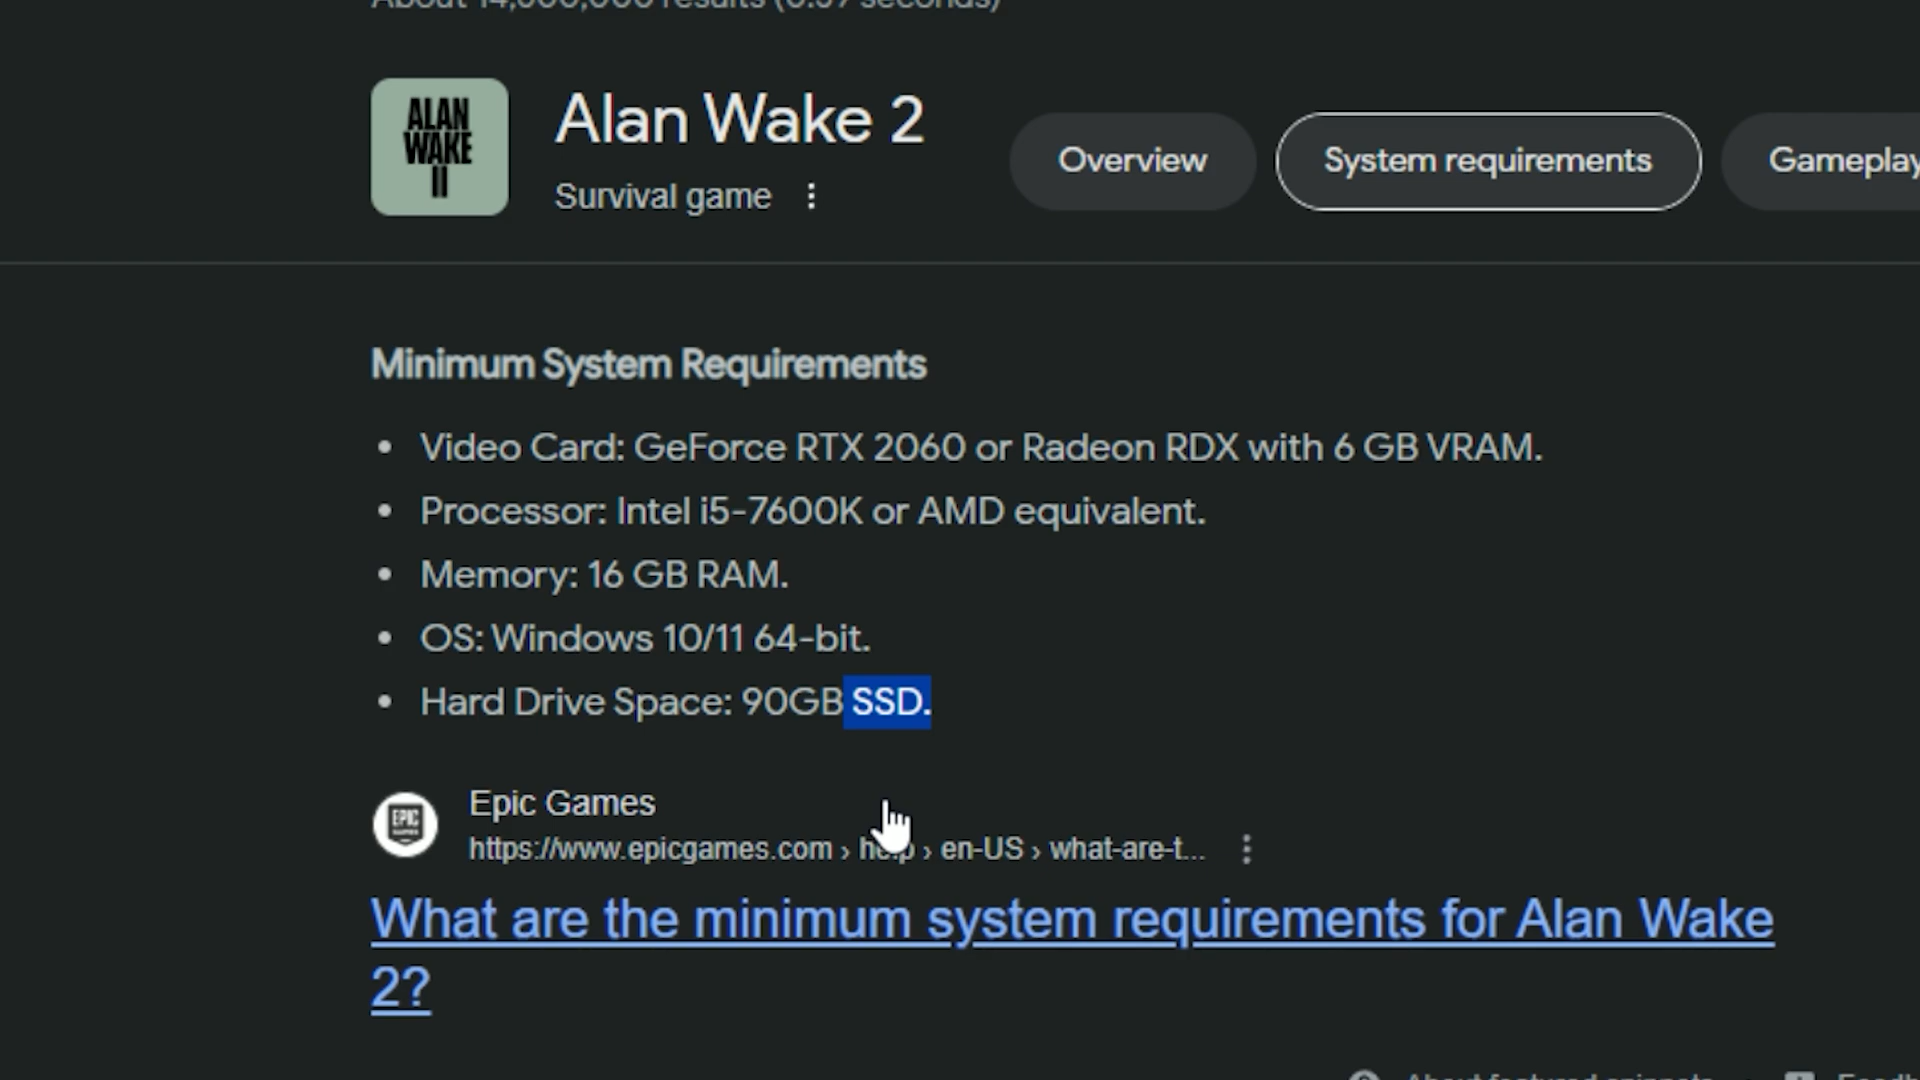 ALAN
WAKE
II
Alan Wake 2
Survival game
Overview
System requirements
Gameplay
Minimum System Requirements
• Video Card: GeForce RTX 2060 or Radeon RDX with 6 GB VRAM.
• Processor: Intel i5-7600K or AMD equivalent.
• Memory: 16 GB RAM.
• OS: Windows 10/11 64-bit.
• Hard Drive Space: 90GB SSD.
EPIC
GAMES
Epic Games
https://www.epicgames.com › help › en-US › what-are-t...
What are the minimum system requirements for Alan Wake
2?